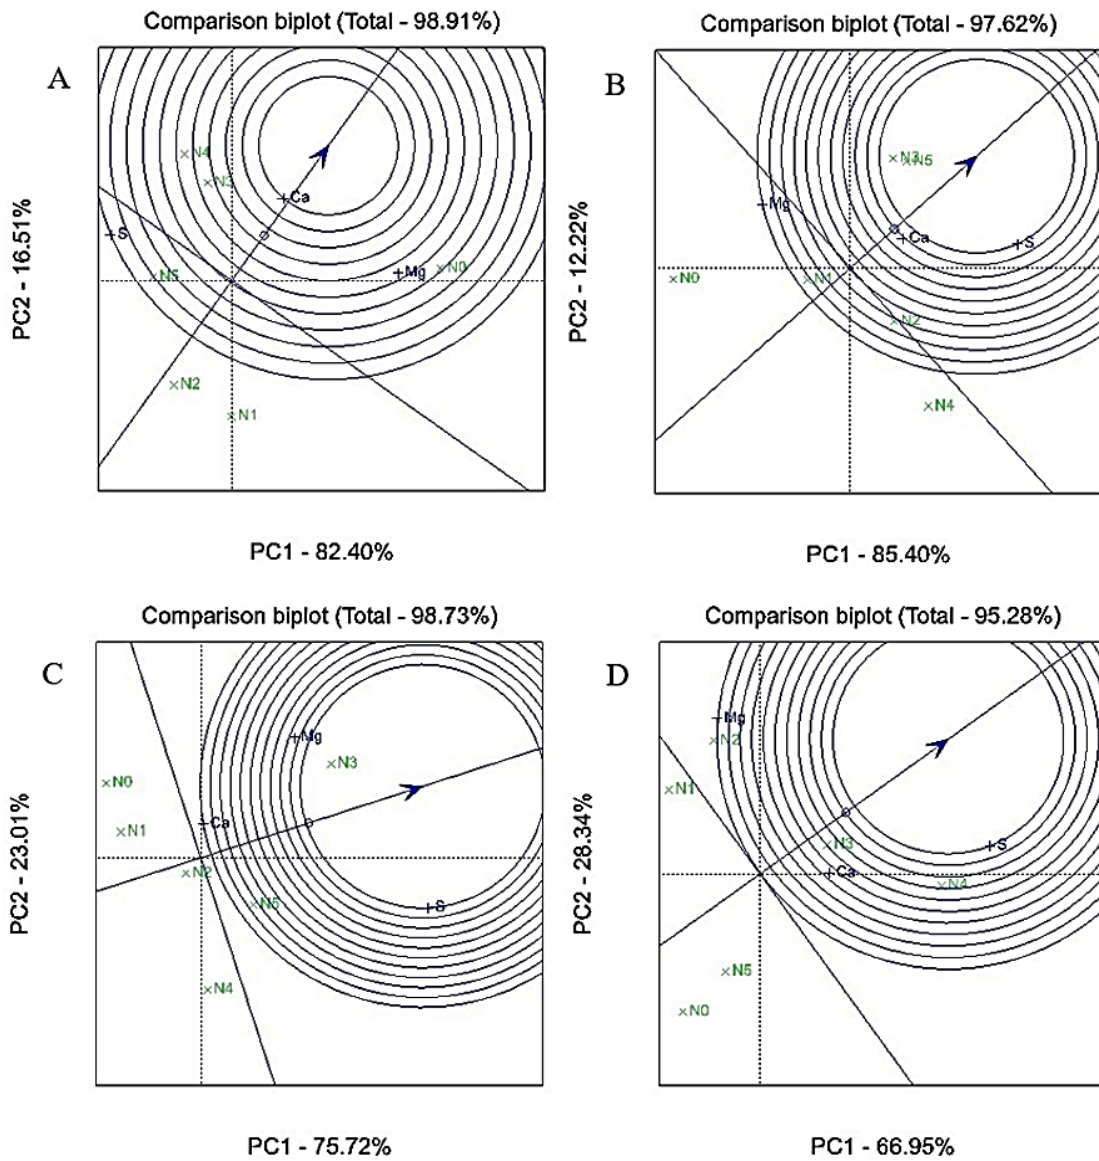 Comparison biplot (Total - 98.91%)
A
N4
N3
Ca
S
N5
Mg
N0
N2
N1
PC2 - 16.51%
PC1 - 82.40%
Comparison biplot (Total - 97.62%)
B
N3
N5
Mg
Ca
S
N0
N1
N2
N4
PC2 - 12.22%
PC1 - 85.40%
Comparison biplot (Total - 98.73%)
C
Mg
N3
N0
Ca
N1
N2
N5
S
N4
PC2 - 23.01%
PC1 - 75.72%
Comparison biplot (Total - 95.28%)
D
Mg
N2
N1
N3
S
Ca
N4
N5
N0
PC2 - 28.34%
PC1 - 66.95%